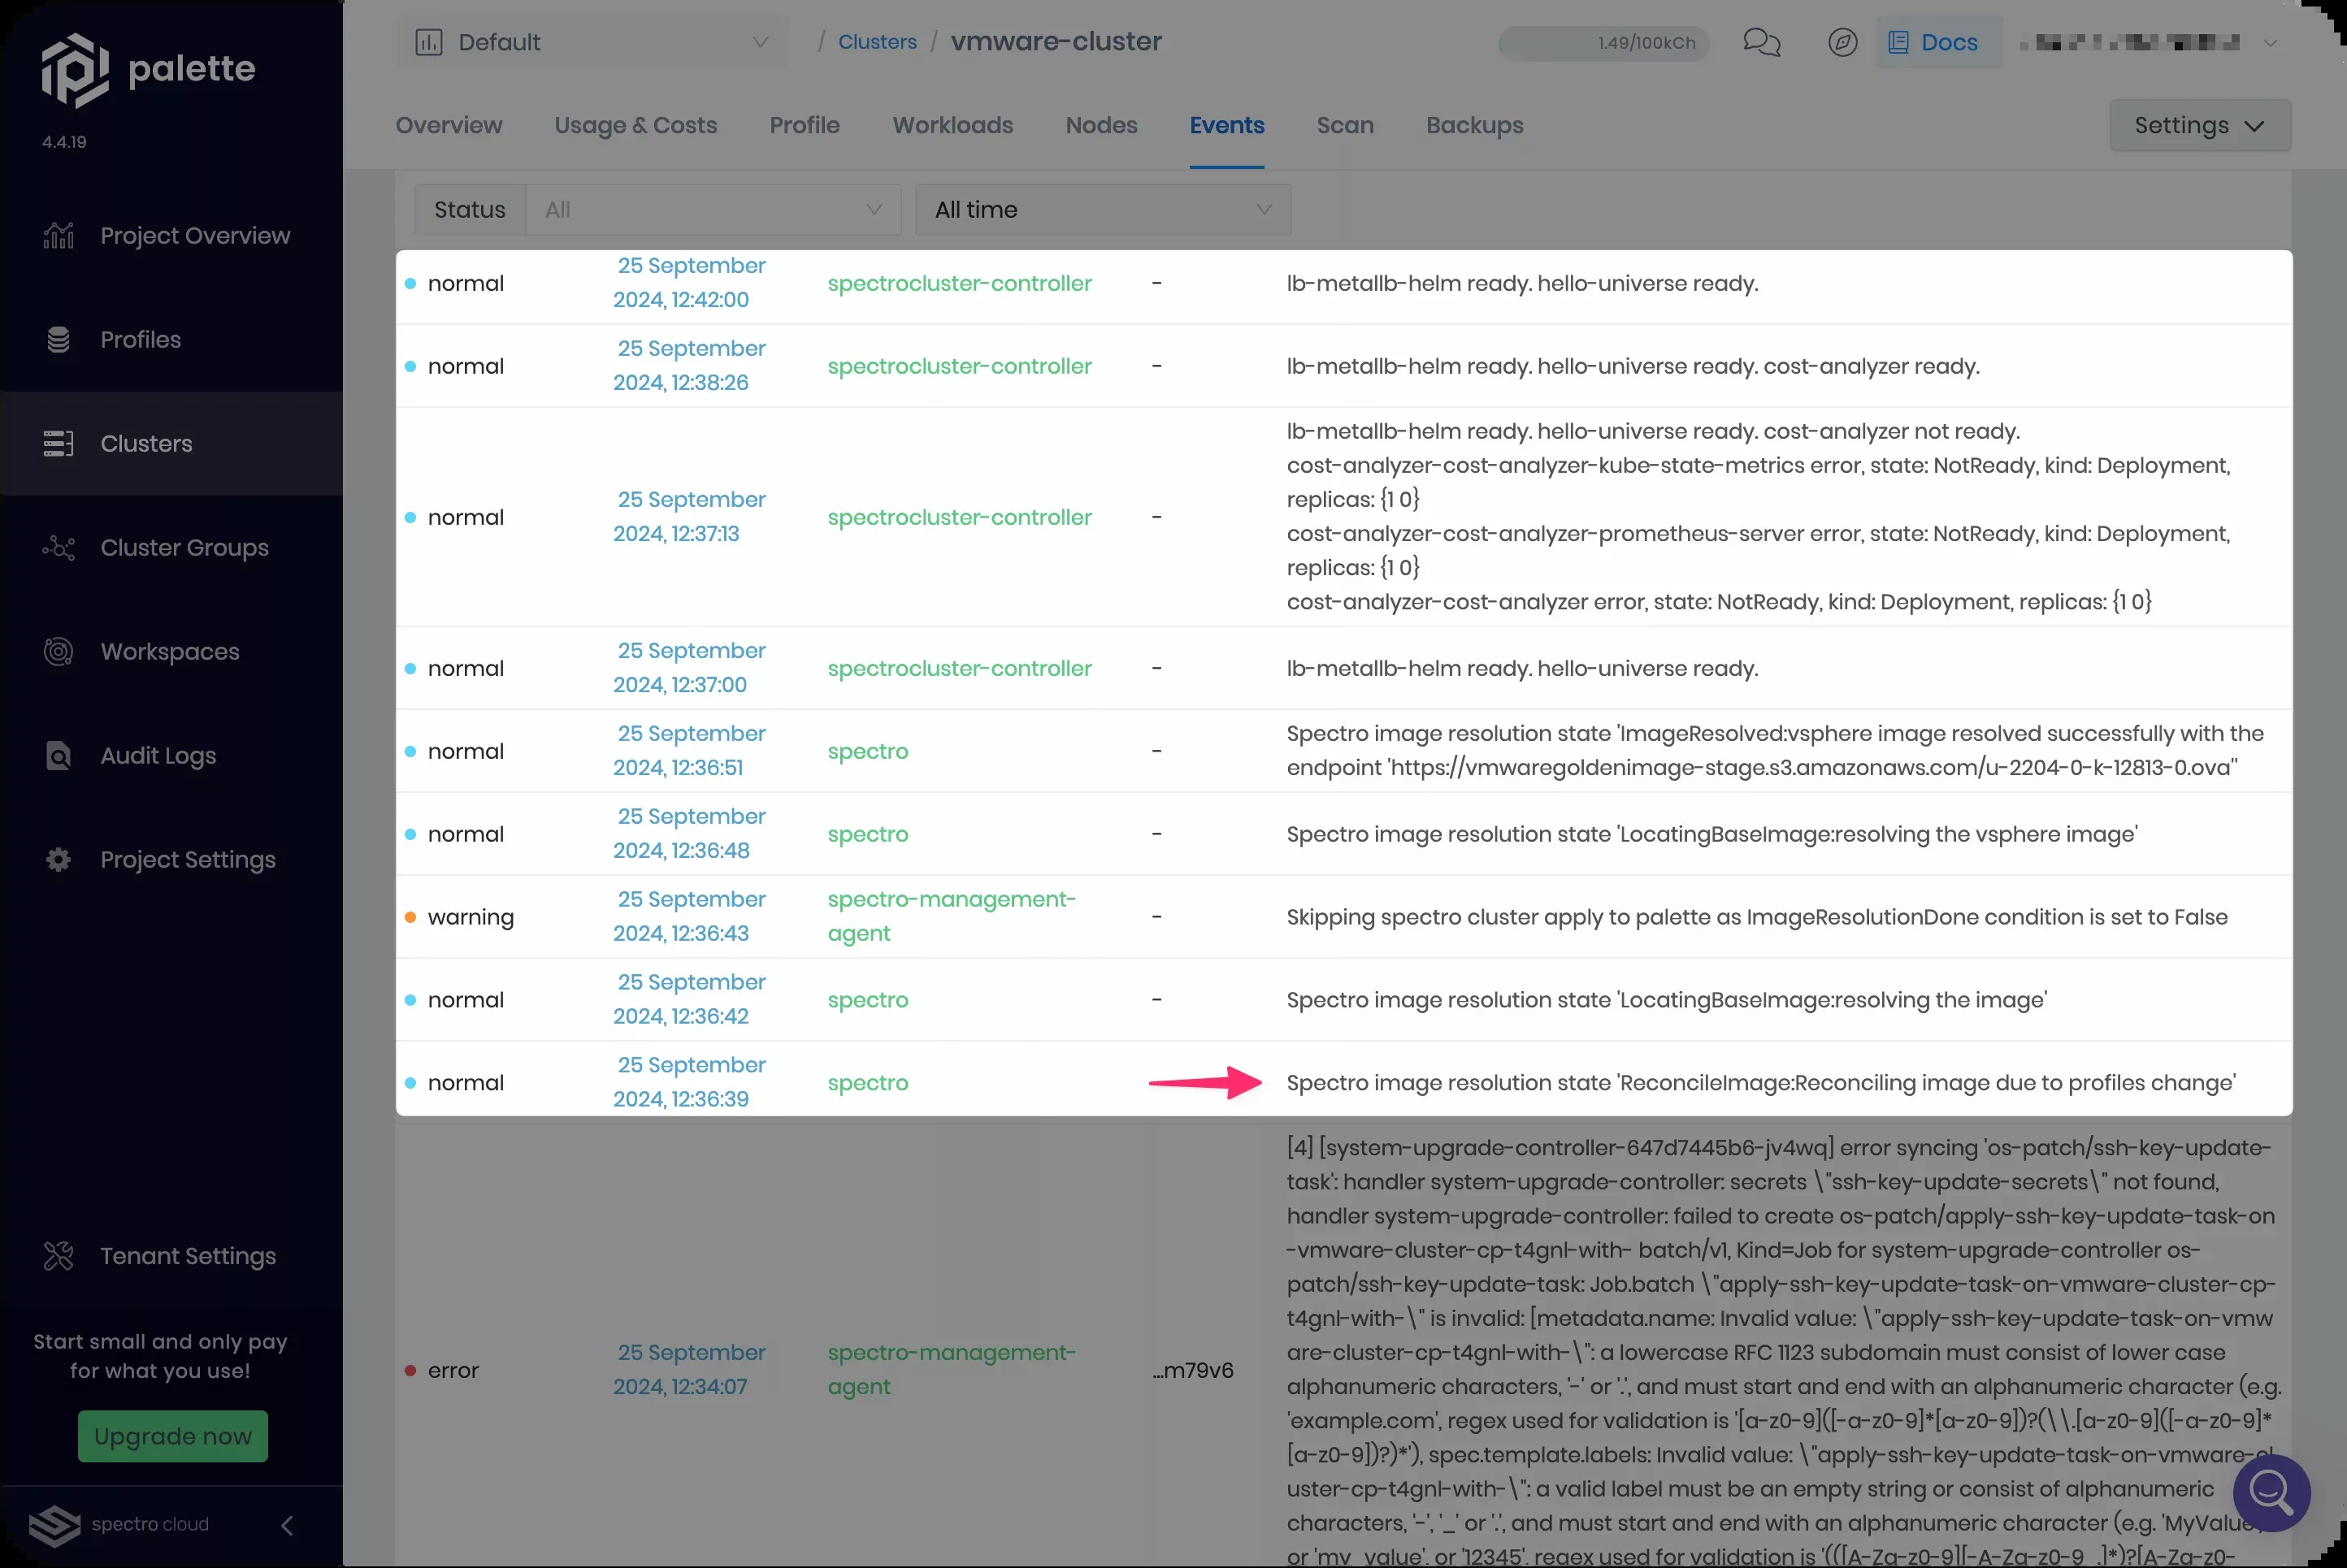 palette
4.4.19
Project Overview
Profiles
Clusters
Cluster Groups
Workspaces
Audit Logs
Project Settings
Tenant Settings
Start small and only pay
for what you use!
Upgrade now
spectro cloud
Default
/ Clusters / vmware-cluster
1.49/100kCh
Docs
Overview Usage & Costs Profile Workloads Nodes Events Scan Backups
Settings
Status All All time
normal 25 September spectrocluster-controller - lb-metallb-helm ready. hello-universe ready.
2024, 12:42:00
normal 25 September spectrocluster-controller - lb-metallb-helm ready. hello-universe ready. cost-analyzer ready.
2024, 12:38:26
normal 25 September spectrocluster-controller - lb-metallb-helm ready. hello-universe ready. cost-analyzer not ready.
2024, 12:37:13
cost-analyzer-cost-analyzer-kube-state-metrics error, state: NotReady, kind: Deployment,
replicas: {1 0}
cost-analyzer-cost-analyzer-prometheus-server error, state: NotReady, kind: Deployment,
replicas: {1 0}
cost-analyzer-cost-analyzer error, state: NotReady, kind: Deployment, replicas: {1 0}
normal 25 September spectrocluster-controller - lb-metallb-helm ready. hello-universe ready.
2024, 12:37:00
normal 25 September spectro - Spectro image resolution state 'ImageResolved:vsphere image resolved successfully with the
2024, 12:36:51 endpoint 'https://vmwaregoldenimage-stage.s3.amazonaws.com/u-2204-0-k-12813-0.ova''
normal 25 September spectro - Spectro image resolution state 'LocatingBaseImage:resolving the vsphere image'
2024, 12:36:48
warning 25 September spectro-management- - Skipping spectro cluster apply to palette as ImageResolutionDone condition is set to False
2024, 12:36:43 agent
normal 25 September spectro - Spectro image resolution state 'LocatingBaseImage:resolving the image'
2024, 12:36:42
normal 25 September spectro Spectro image resolution state 'ReconcileImage:Reconciling image due to profiles change'
2024, 12:36:39
error 25 September spectro-management- ...m79v6
2024, 12:34:07 agent
[4] [system-upgrade-controller-647d7445b6-jv4wq] error syncing 'os-patch/ssh-key-update-
task': handler system-upgrade-controller: secrets \"ssh-key-update-secrets\" not found,
handler system-upgrade-controller: failed to create os-patch/apply-ssh-key-update-task-on
-vmware-cluster-cp-t4gnl-with- batch/v1, Kind=Job for system-upgrade-controller os-
patch/ssh-key-update-task: Job.batch \"apply-ssh-key-update-task-on-vmware-cluster-cp-
t4gnl-with-\" is invalid: [metadata.name: Invalid value: \"apply-ssh-key-update-task-on-vmw
are-cluster-cp-t4gnl-with-\": a lowercase RFC 1123 subdomain must consist of lower case
alphanumeric characters, '-' or '.', and must start and end with an alphanumeric character (e.g.
'example.com', regex used for validation is '[a-z0-9]([-a-z0-9]*[a-z0-9])?(\\.[a-z0-9]([-a-z0-9]*
[a-z0-9])?)*'), spec.template.labels: Invalid value: \"apply-ssh-key-update-task-on-vmware-cl
uster-cp-t4gnl-with-\": a valid label must be an empty string or consist of alphanumeric
characters, '-', '_' or '.', and must start and end with an alphanumeric character (e.g. 'MyValue',
or 'my_value', or '12345', regex used for validation is '(([A-Za-z0-9][-A-Za-z0-9_.]*)?[A-Za-z0-